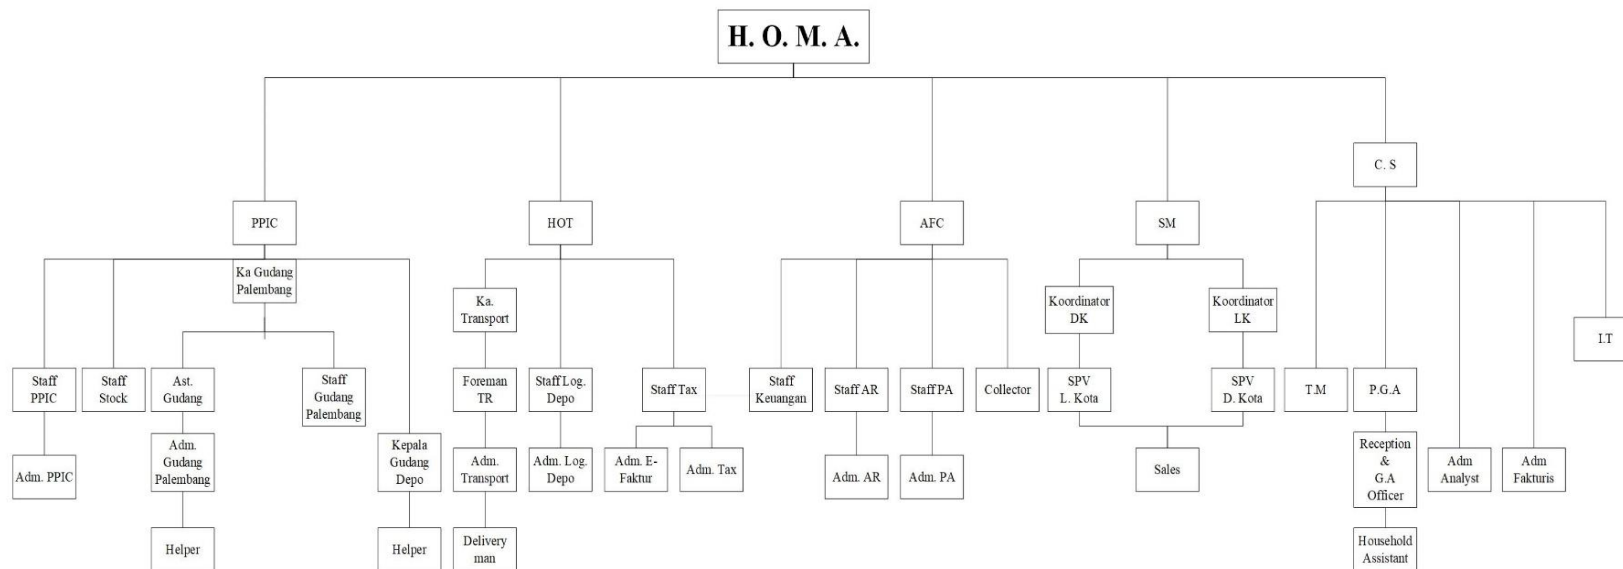 H. O. M. A.
C. S
PPIC
HOT
AFC
SM
Ka Gudang
Palembang
Ka.
Transport
Koordinator
DK
Koordinator
LK
I.T
Staff
PPIC
Staff
Stock
Ast.
Gudang
Staff
Gudang
Palembang
Foreman
TR
Staff Log.
Depo
Staff Tax
Staff
Keuangan
Staff AR
Staff PA
Collector
SPV
L. Kota
SPV
D. Kota
T.M
P.G.A
Adm. PPIC
Adm.
Gudang
Palembang
Kepala
Gudang
Depo
Adm.
Transport
Adm. Log.
Depo
Adm. E-
Faktur
Adm. Tax
Adm. AR
Adm. PA
Sales
Reception
&
G.A
Officer
Adm
Analyst
Adm
Fakturis
Helper
Helper
Delivery
man
Household
Assistant